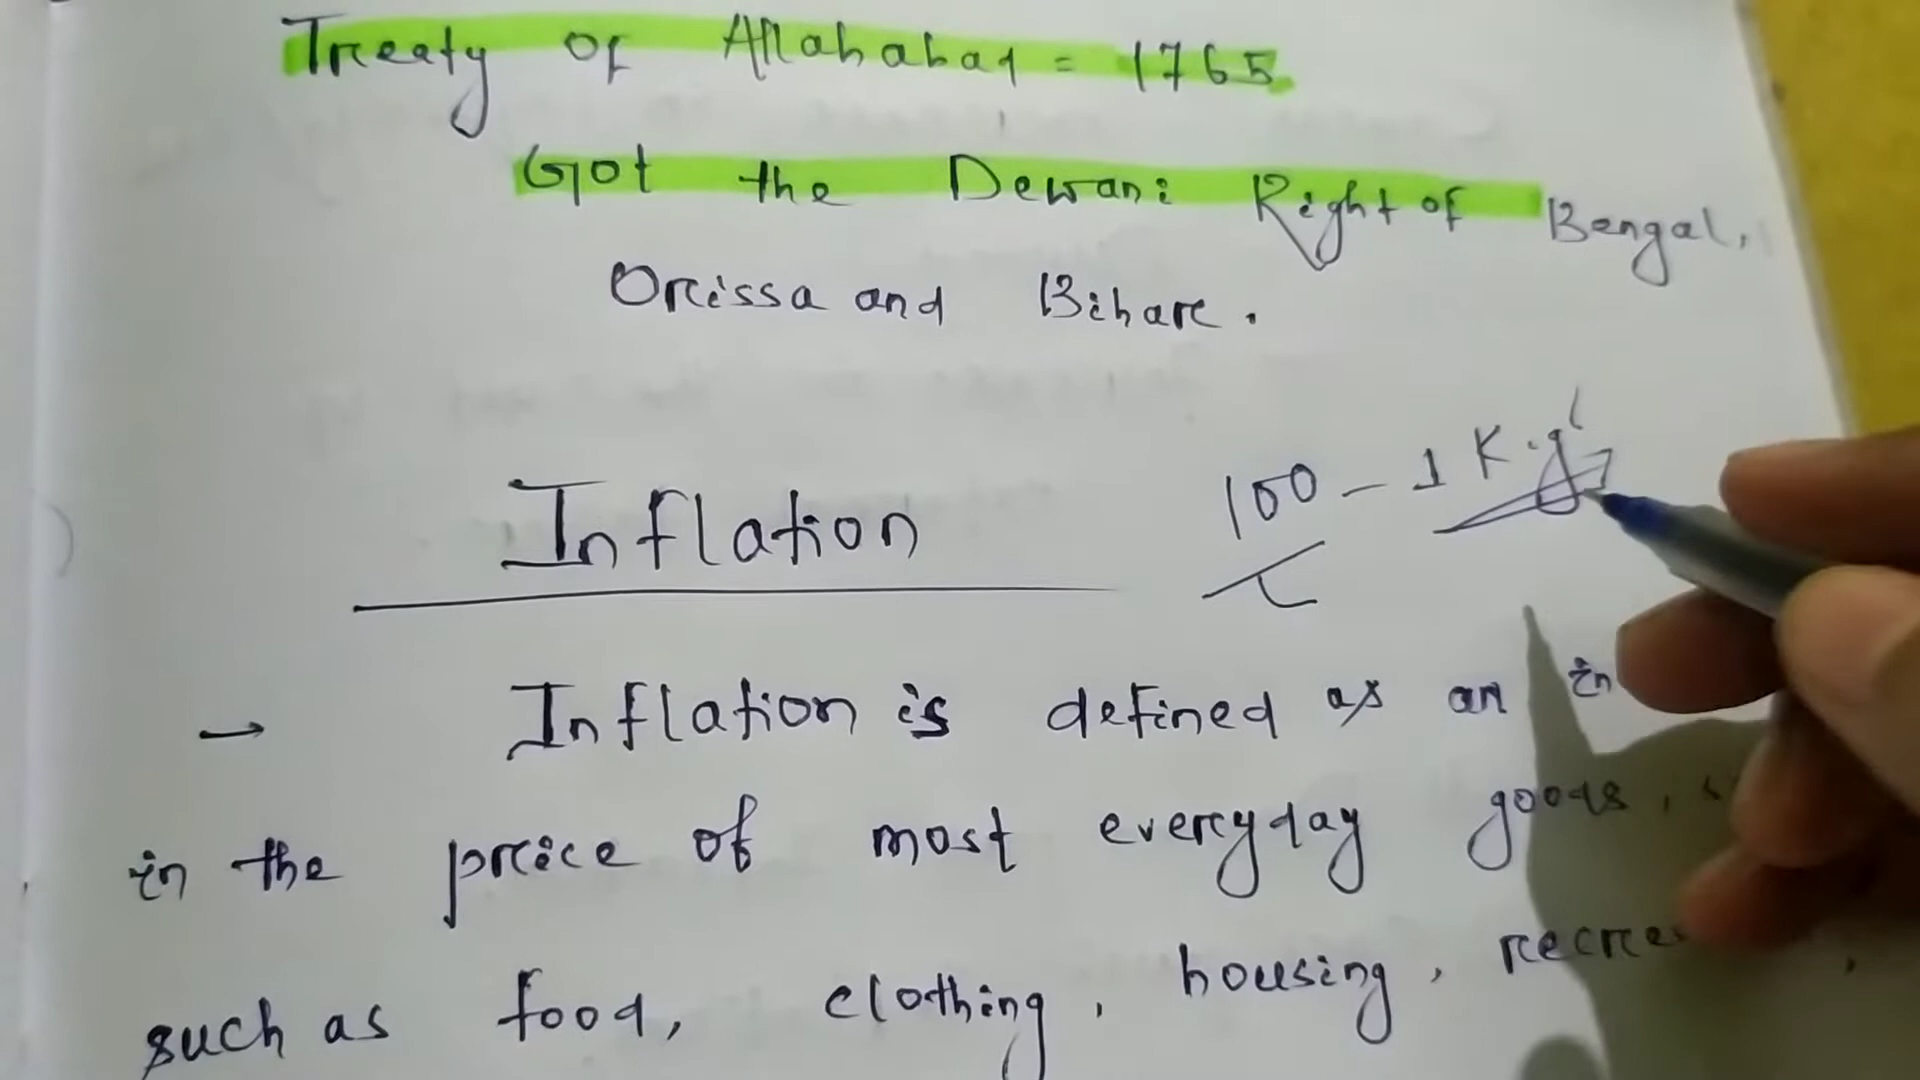 Treaty of Allahabad = 1765
Got the Dewani Right of Bengal,
Orissa and Bihar.
Inflation
100 - 1 K.g
Inflation is defined as an in
in the price of most everyday goods, s
such as food, clothing, housing, recre